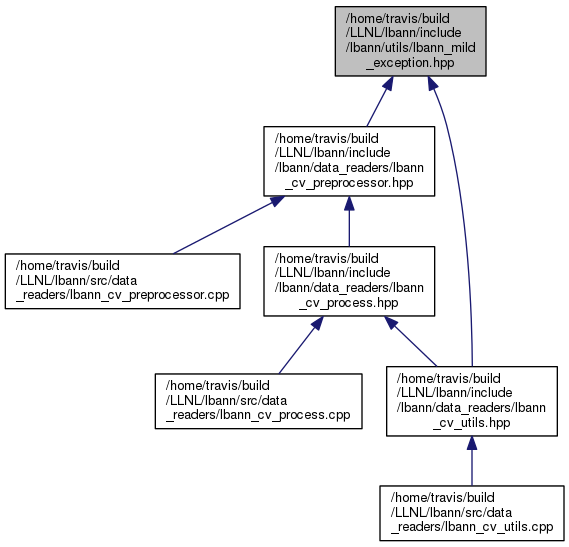 /home/travis/build
/LLNL/lbann/include
/lbann/utils/lbann_mild
_exception.hpp
/home/travis/build
/LLNL/lbann/include
/lbann/data_readers/lbann
_cv_preprocessor.hpp
/home/travis/build
/LLNL/lbann/src/data
_readers/lbann_cv_preprocessor.cpp
/home/travis/build
/LLNL/lbann/include
/lbann/data_readers/lbann
_cv_process.hpp
/home/travis/build
/LLNL/lbann/src/data
_readers/lbann_cv_process.cpp
/home/travis/build
/LLNL/lbann/include
/lbann/data_readers/lbann
_cv_utils.hpp
/home/travis/build
/LLNL/lbann/src/data
_readers/lbann_cv_utils.cpp